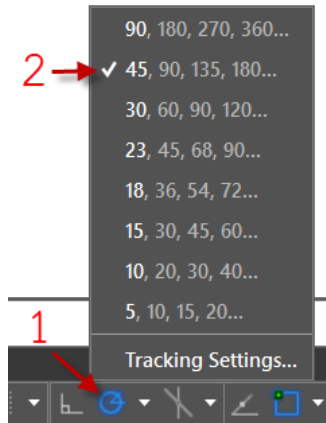 90, 180, 270, 360...
2
45, 90, 135, 180...
30, 60, 90, 120...
23, 45, 68, 90...
18, 36, 54, 72...
15, 30, 45, 60...
10, 20, 30, 40...
5, 10, 15, 20...
1
Tracking Settings...